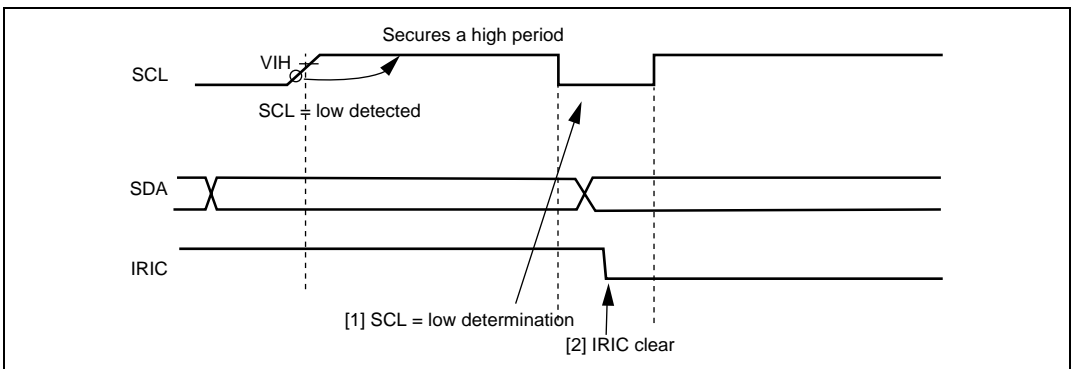 Secures a high period
VIH
SCL
SCL = low detected
SDA
IRIC
[1] SCL = low determination
[2] IRIC clear